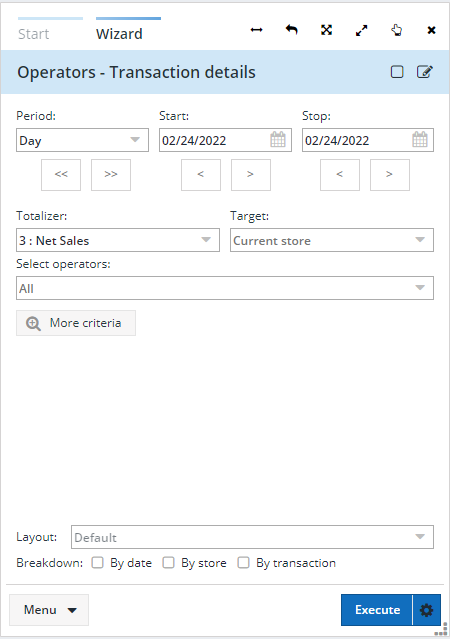 Start Wizard
Operators - Transaction details
Period: Start: Stop:
Day 02/24/2022 02/24/2022
<< >> < > < >
Totalizer: Target:
3 : Net Sales Current store
Select operators:
All
More criteria
Layout: Default
Breakdown: By date By store By transaction
Menu Execute